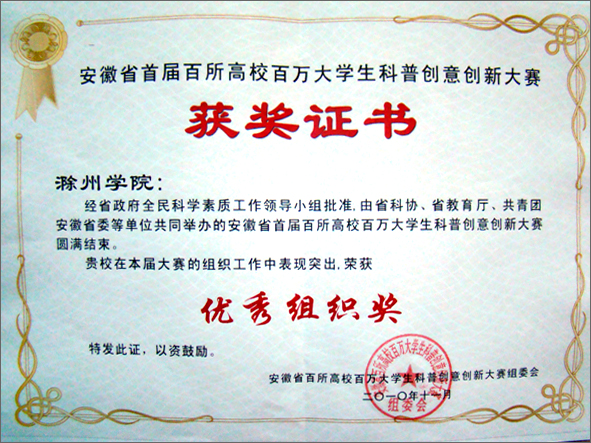 安徽省首届百所高校百万大学生科普创意创新大赛
获奖证书
滁州学院：
经省政府全民科学素质工作领导小组批准,由省科协、省教育厅、共青团
安徽省委等单位共同举办的安徽省首届百所高校百万大学生科普创意创新大赛
圆满结束。
贵校在本届大赛的组织工作中表现突出,荣获
优秀组织奖
特发此证，以资鼓励。
安徽省百所高校百万大学生科普创意创新大赛组委会
二〇一〇年十一月
组委会